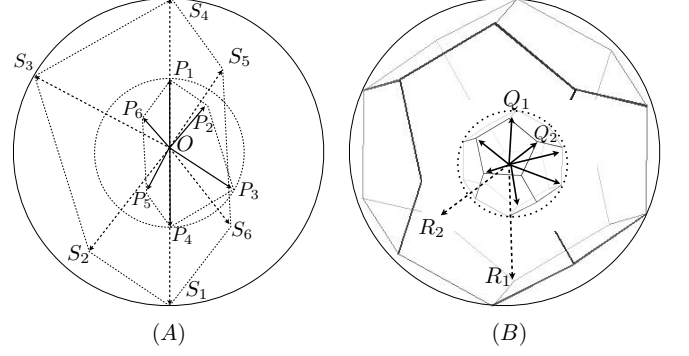 S₄
S₃
S₅
P₁
P₆
P₂
O
P₃
P₅
P₄
S₆
S₂
S₁
(A)
Q₁
Q₂
R₂
R₁
(B)